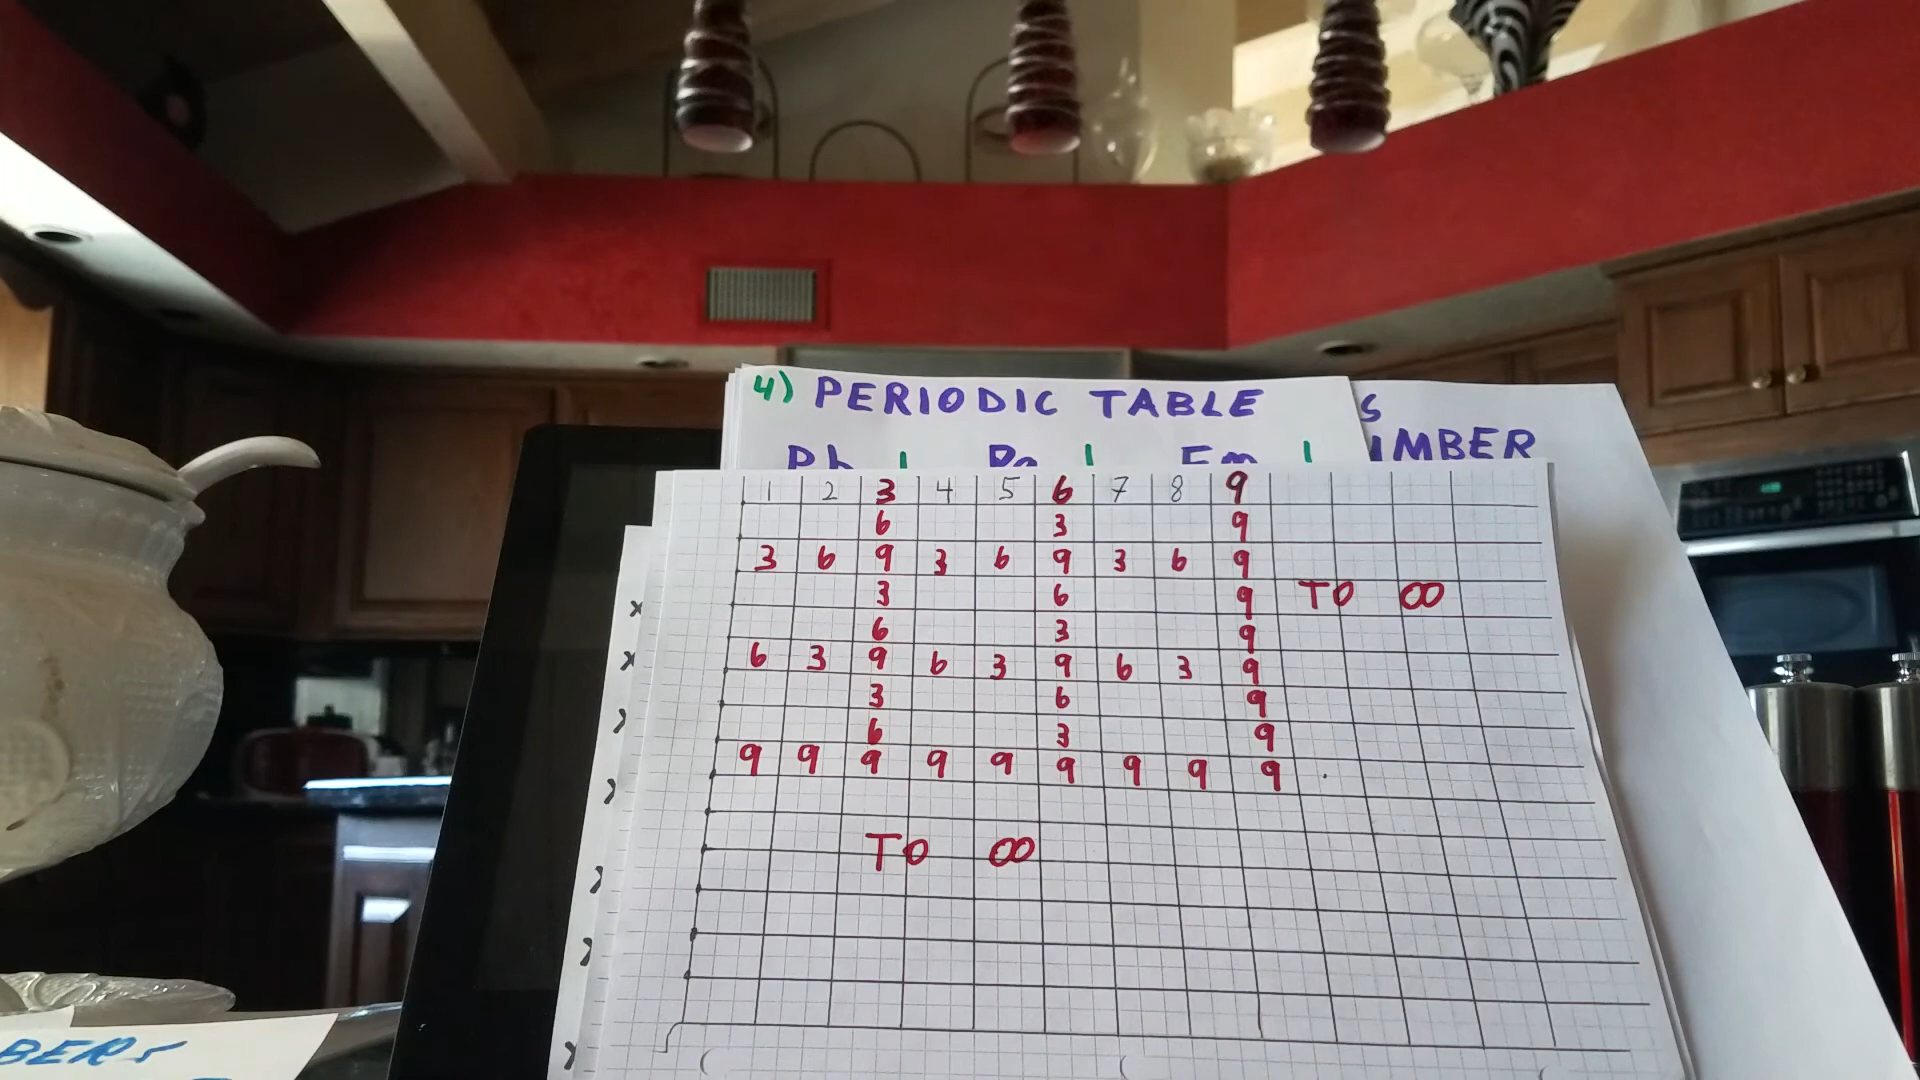 4) PERIODIC TABLE
S
IMBER
1 2 3 4 5 6 7 8 9
6 3 9
3 6 9 3 6 9 3 6 9
3 6 9 TO ∞
6 3 9
6 3 9 6 3 9 6 3 9
3 6 9
6 3 9
9 9 9 9 9 9 9 9 9
TO ∞
BERS